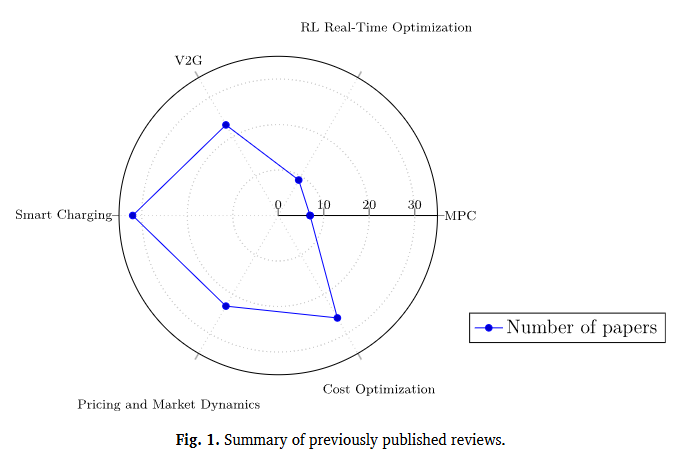 RL Real-Time Optimization
V2G
0 10 20 30
Smart Charging
MPC
Number of papers
Cost Optimization
Pricing and Market Dynamics
Fig. 1. Summary of previously published reviews.